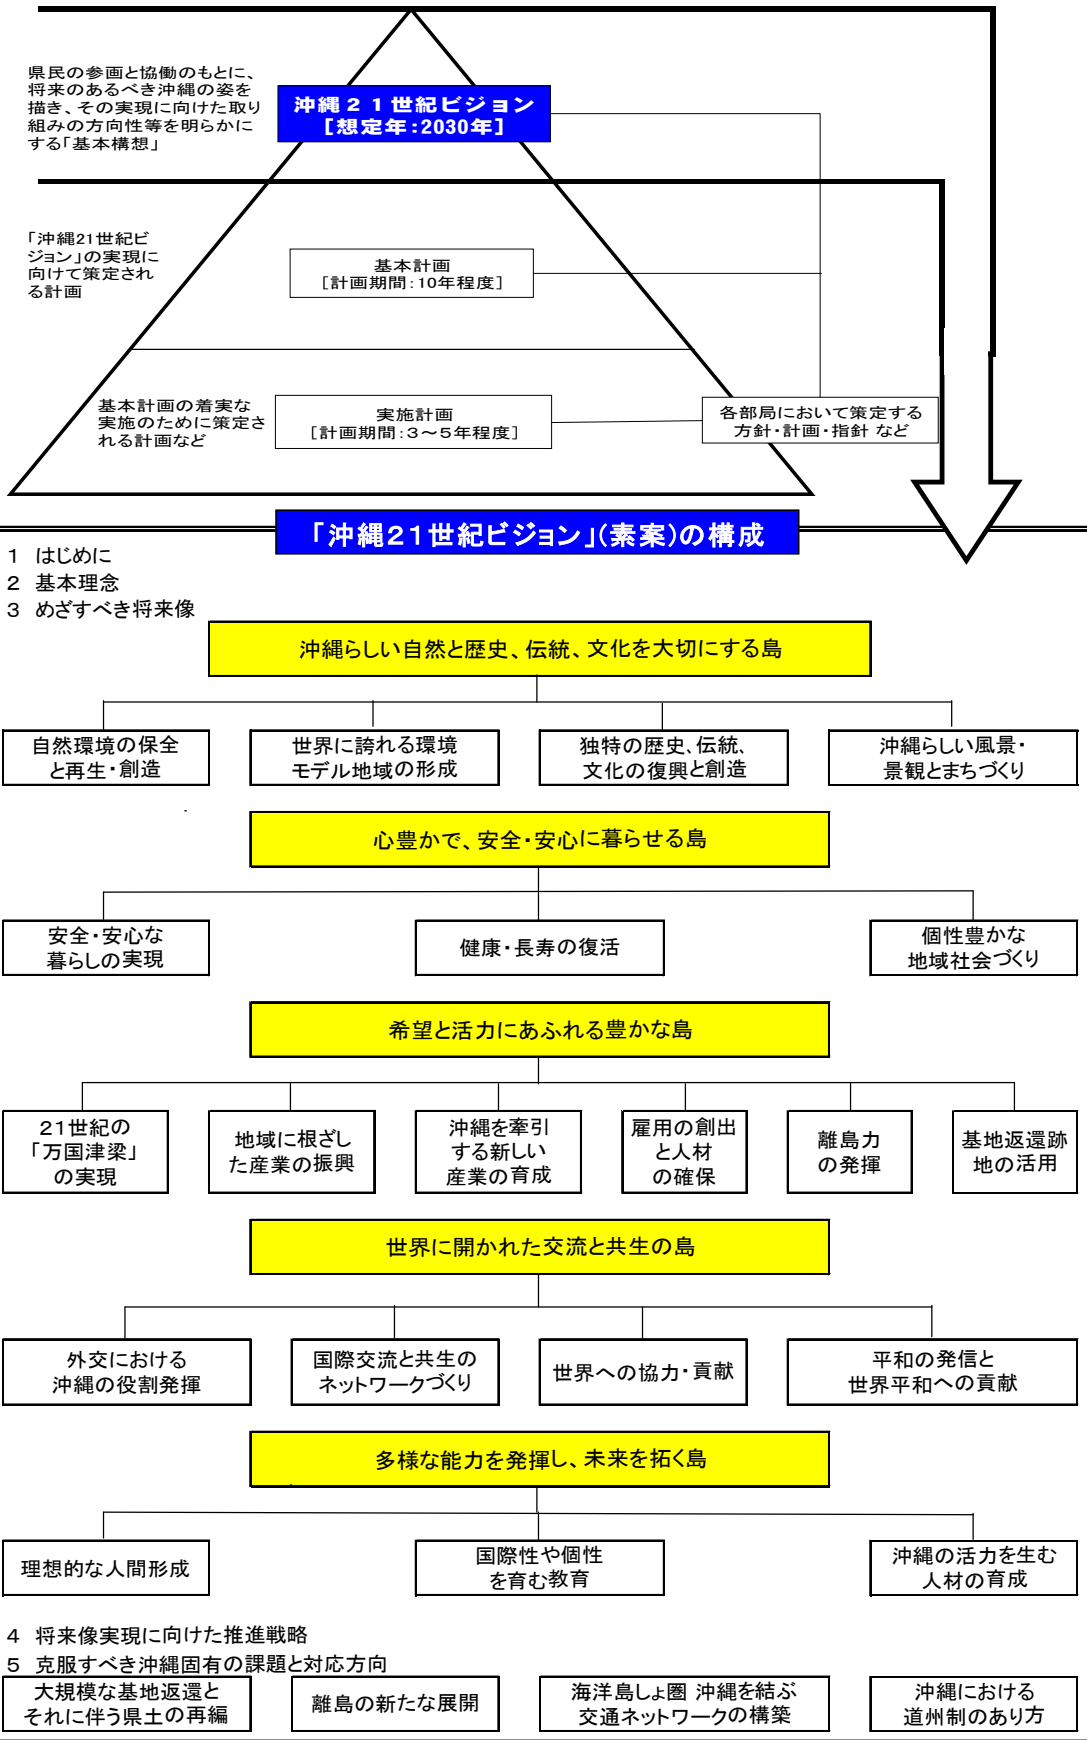 県民の参画と協働のもとに、
将来のあるべき沖縄の姿を
描き、その実現に向けた取り
組みの方向性等を明らかに
する「基本構想」
沖縄２１世紀ビジョン
［想定年：2030年］
「沖縄21世紀ビ
ジョン」の実現に
向けて策定され
る計画
基本計画
［計画期間：10年程度］
基本計画の着実な
実施のために策定さ
れる計画など
実施計画
［計画期間：３～５年程度］
各部局において策定する
方針・計画・指針 など
「沖縄２１世紀ビジョン」（素案）の構成
１　はじめに
２　基本理念
３　めざすべき将来像
沖縄らしい自然と歴史、伝統、文化を大切にする島
自然環境の保全
と再生・創造
世界に誇れる環境
モデル地域の形成
独特の歴史、伝統、
文化の復興と創造
沖縄らしい風景・
景観とまちづくり
心豊かで、安全・安心に暮らせる島
安全・安心な
暮らしの実現
健康・長寿の復活
個性豊かな
地域社会づくり
希望と活力にあふれる豊かな島
21世紀の
「万国津梁」
の実現
地域に根ざし
た産業の振興
沖縄を牽引
する新しい
産業の育成
雇用の創出
と人材
の確保
離島力
の発揮
基地返還跡
地の活用
世界に開かれた交流と共生の島
外交における
沖縄の役割発揮
国際交流と共生の
ネットワークづくり
世界への協力・貢献
平和の発信と
世界平和への貢献
多様な能力を発揮し、未来を拓く島
理想的な人間形成
国際性や個性
を育む教育
沖縄の活力を生む
人材の育成
４　将来像実現に向けた推進戦略
５　克服すべき沖縄固有の課題と対応方向
大規模な基地返還と
それに伴う県土の再編
離島の新たな展開
海洋島しょ圏 沖縄を結ぶ
交通ネットワークの構築
沖縄における
道州制のあり方